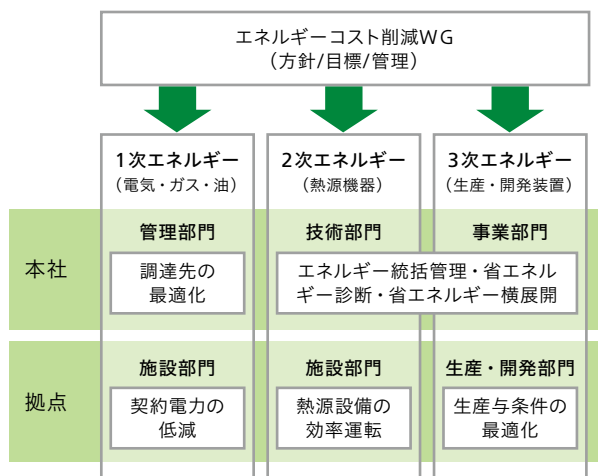 エネルギーコスト削減WG
（方針/目標/管理）
1次エネルギー
（電気・ガス・油）
2次エネルギー
（熱源機器）
3次エネルギー
（生産・開発装置）
本社
管理部門
調達先の
最適化
技術部門
事業部門
エネルギー統括管理・省エネル
ギー診断・省エネルギー横展開
拠点
施設部門
契約電力の
低減
施設部門
熱源設備の
効率運転
生産・開発部門
生産与条件の
最適化